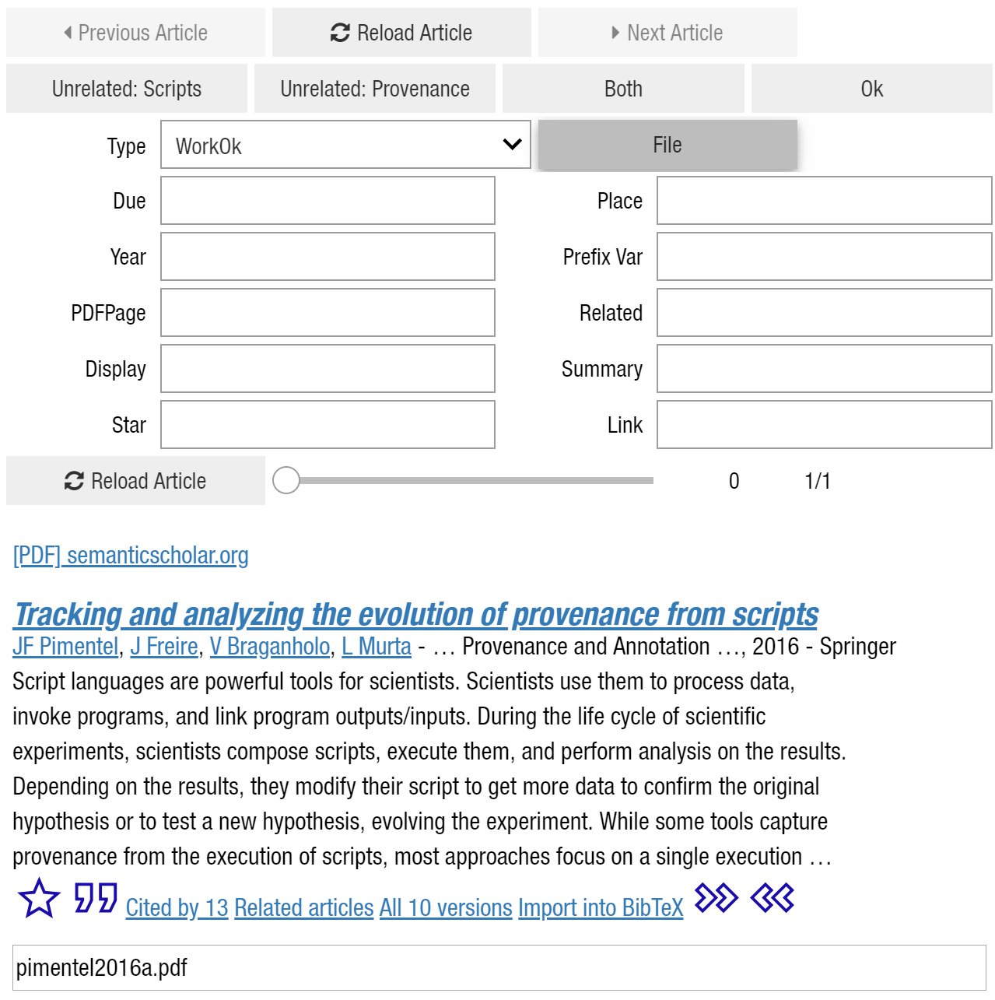 Previous Article Reload Article Next Article
Unrelated: Scripts Unrelated: Provenance Both Ok
Type WorkOk File
Due Place
Year Prefix Var
PDFPage Related
Display Summary
Star Link
Reload Article 0 1/1
[PDF] semanticscholar.org
Tracking and analyzing the evolution of provenance from scripts
JF Pimentel, J Freire, V Braganholo, L Murta - … Provenance and Annotation …, 2016 - Springer
Script languages are powerful tools for scientists. Scientists use them to process data,
invoke programs, and link program outputs/inputs. During the life cycle of scientific
experiments, scientists compose scripts, execute them, and perform analysis on the results.
Depending on the results, they modify their script to get more data to confirm the original
hypothesis or to test a new hypothesis, evolving the experiment. While some tools capture
provenance from the execution of scripts, most approaches focus on a single execution …
Cited by 13 Related articles All 10 versions Import into BibTeX
pimentel2016a.pdf